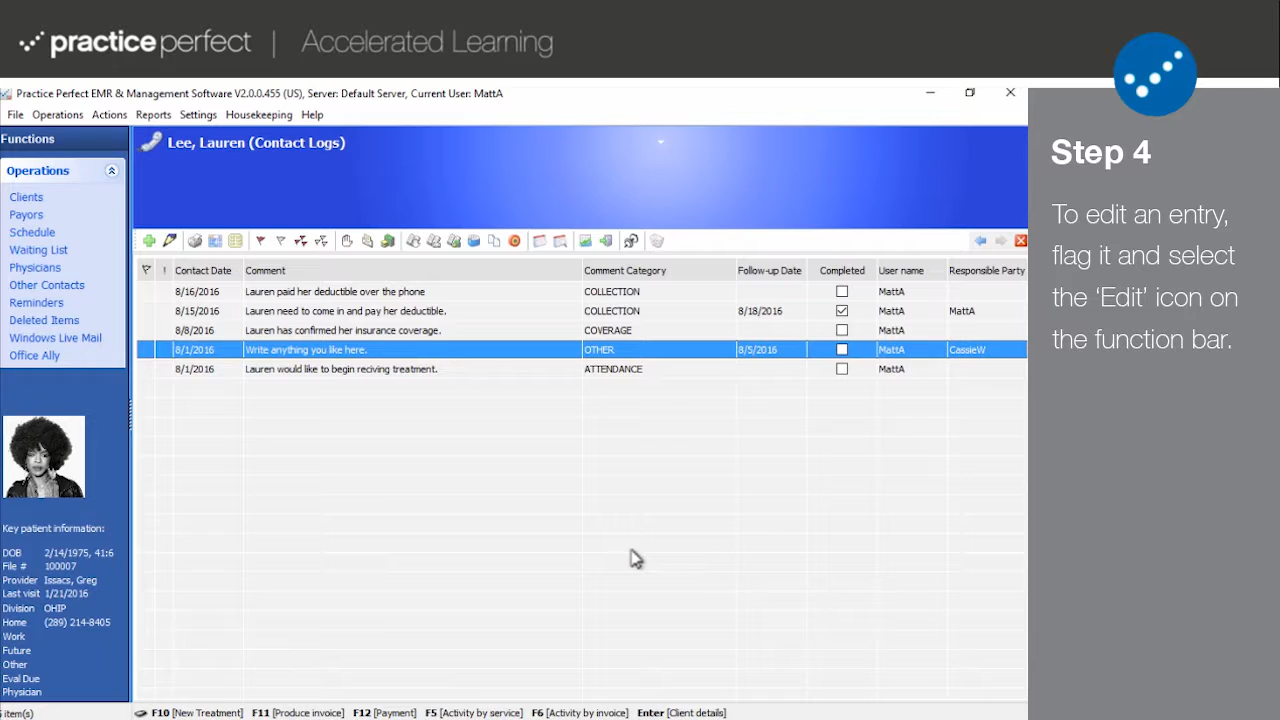 practiceperfect | Accelerated Learning
Practice Perfect EMR & Management Software V2.0.0.455 (US), Server: Default Server, Current User: MattA
File Operations Actions Reports Settings Housekeeping Help
Functions
Operations
Clients
Payors
Schedule
Waiting List
Physicians
Other Contacts
Reminders
Deleted Items
Windows Live Mail
Office Ally
Key patient information:
DOB 2/14/1975, 41:6
File # 100007
Provider Issacs, Greg
Last visit 1/21/2016
Division OHIP
Home (289) 214-8405
Work
Future
Other
Eval Due
Physician
item(s)
Lee, Lauren (Contact Logs)
! Contact Date Comment Comment Category Follow-up Date Completed User name Responsible Party
8/16/2016 Lauren paid her deductible over the phone COLLECTION MattA
8/15/2016 Lauren need to come in and pay her deductible. COLLECTION 8/18/2016 MattA MattA
8/8/2016 Lauren has confirmed her insurance coverage. COVERAGE MattA
8/1/2016 Write anything you like here. OTHER 8/5/2016 MattA CassieW
8/1/2016 Lauren would like to begin reciving treatment. ATTENDANCE MattA
F10 [New Treatment] F11 [Produce invoice] F12 [Payment] F5 [Activity by service] F6 [Activity by invoice] Enter [Client details]
Step 4
To edit an entry,
flag it and select
the ‘Edit’ icon on
the function bar.